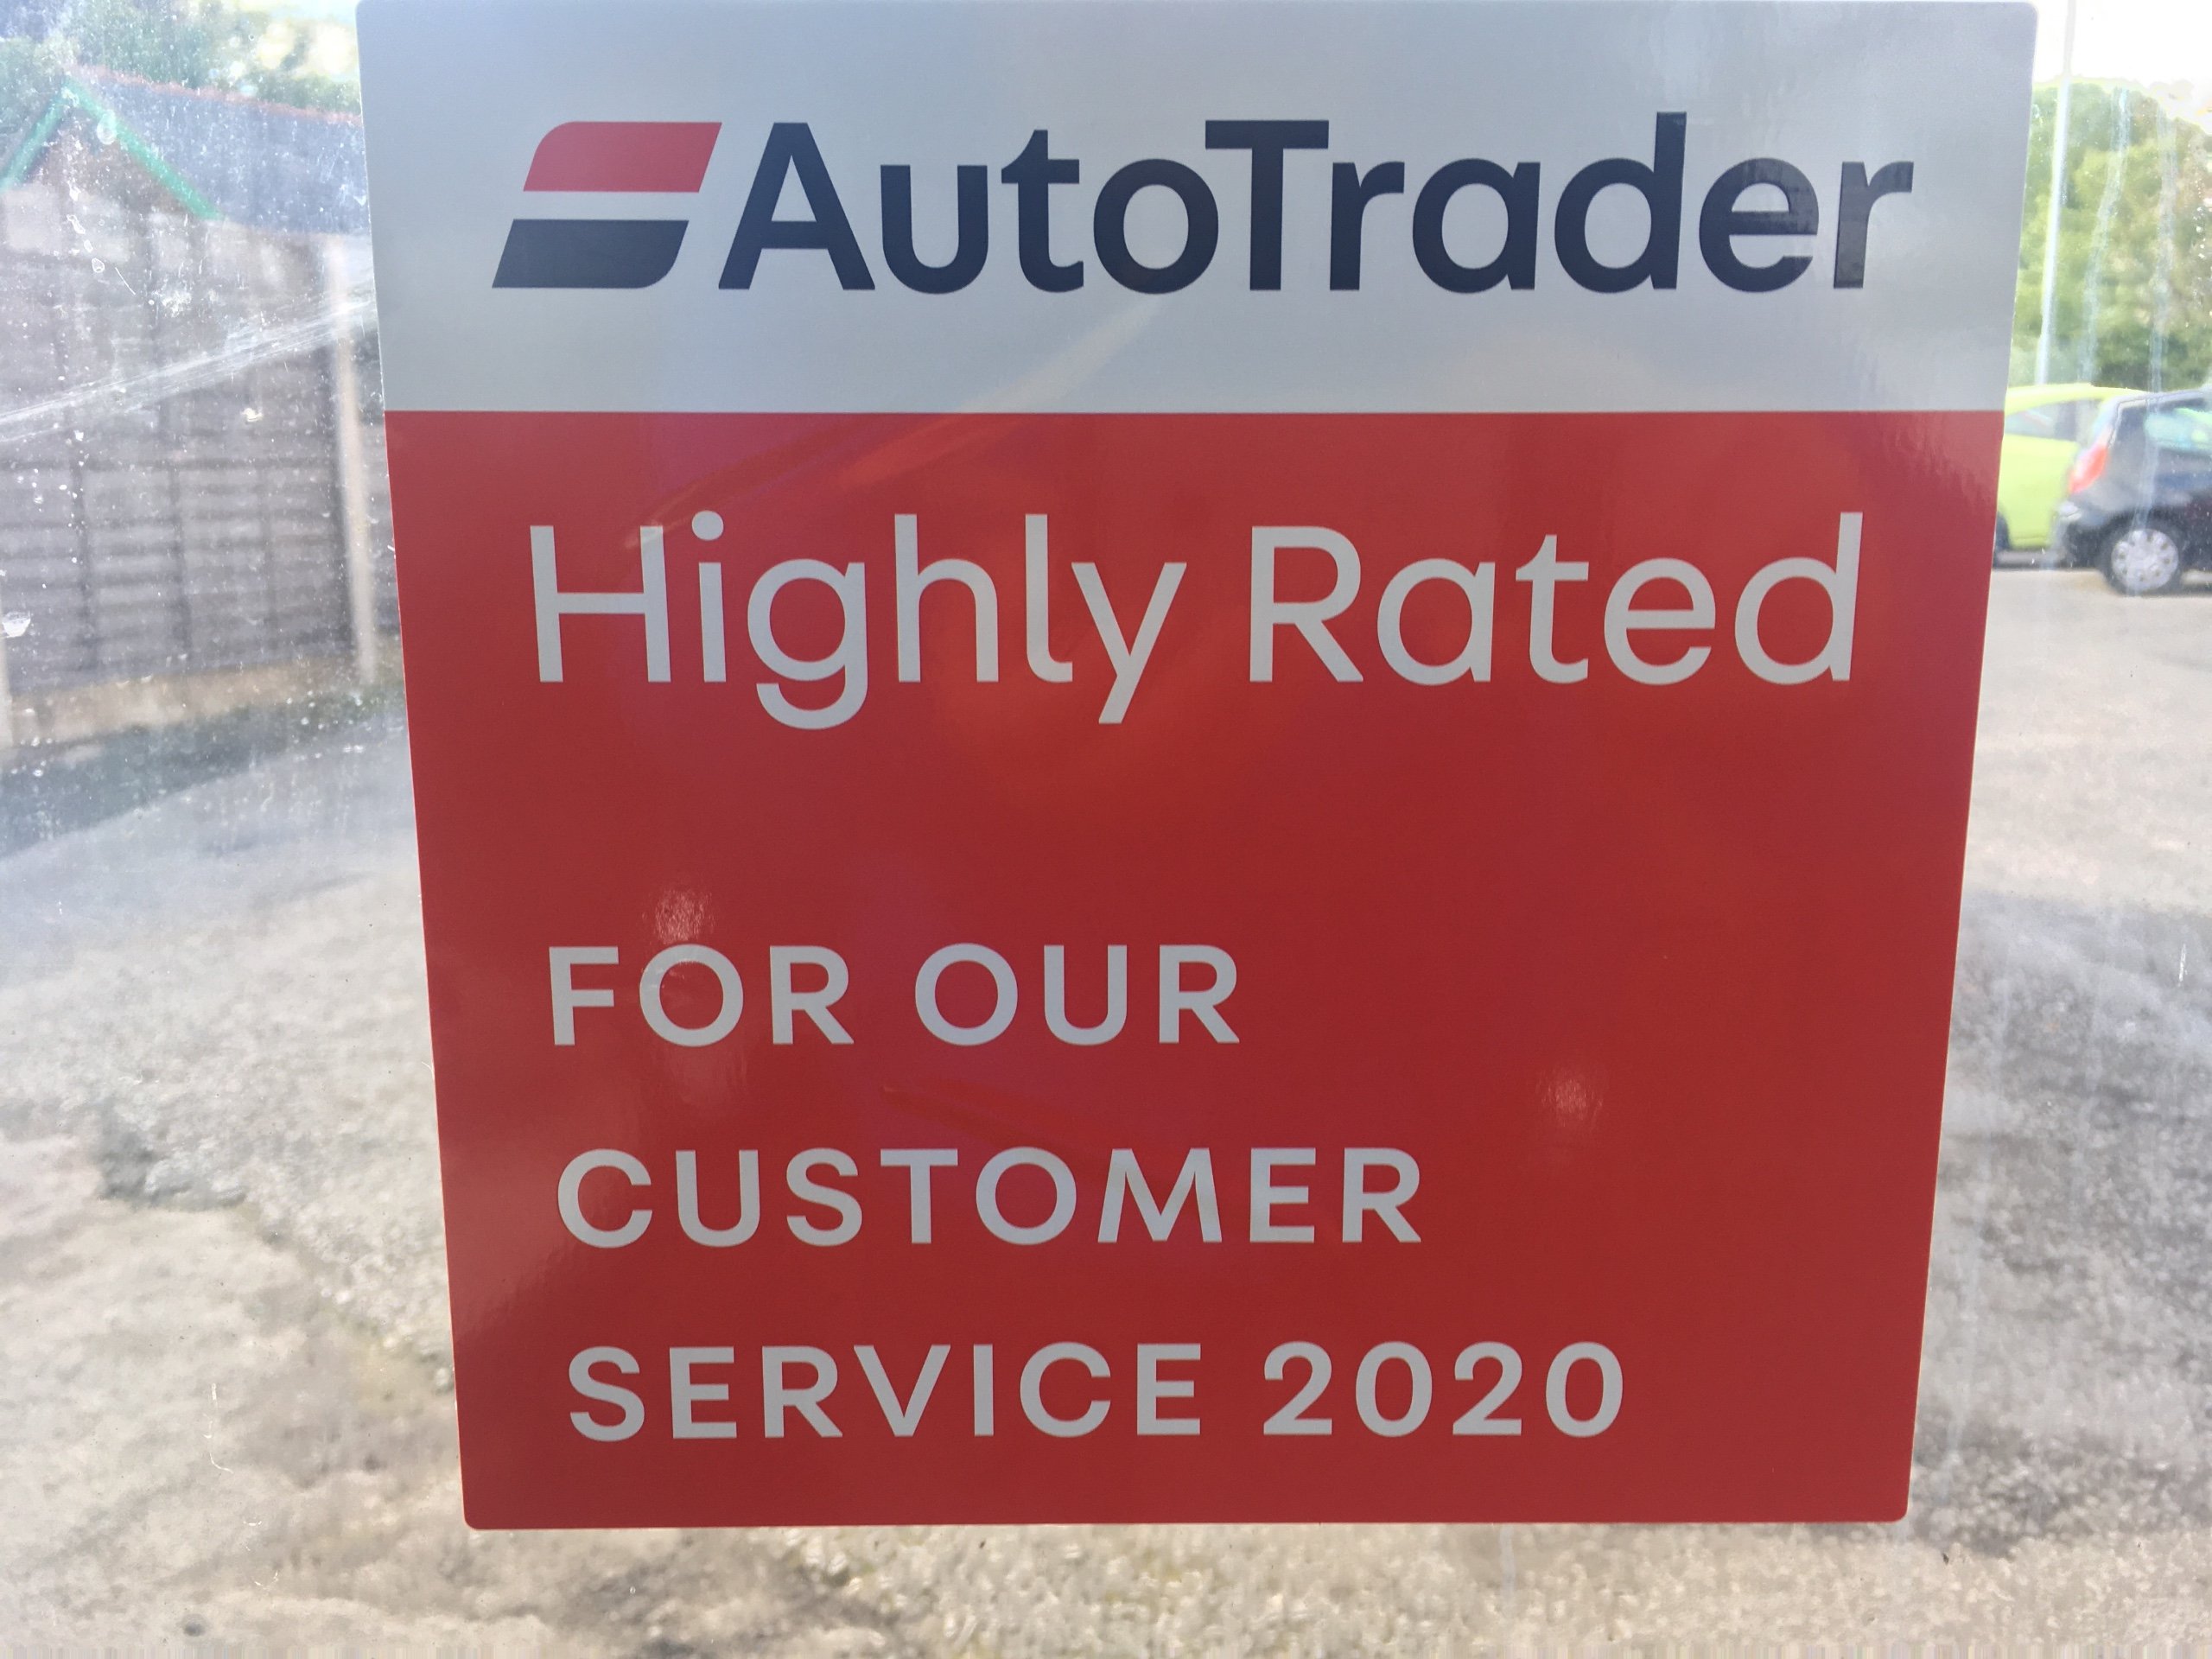 AutoTrader
Highly Rated
FOR OUR
CUSTOMER
SERVICE 2020